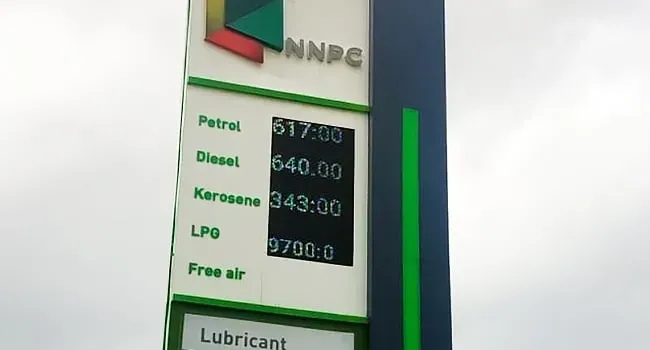 NNPC
Petrol 617:00
Diesel 640.00
Kerosene 343:00
LPG 9700:0
Free air
Lubricant